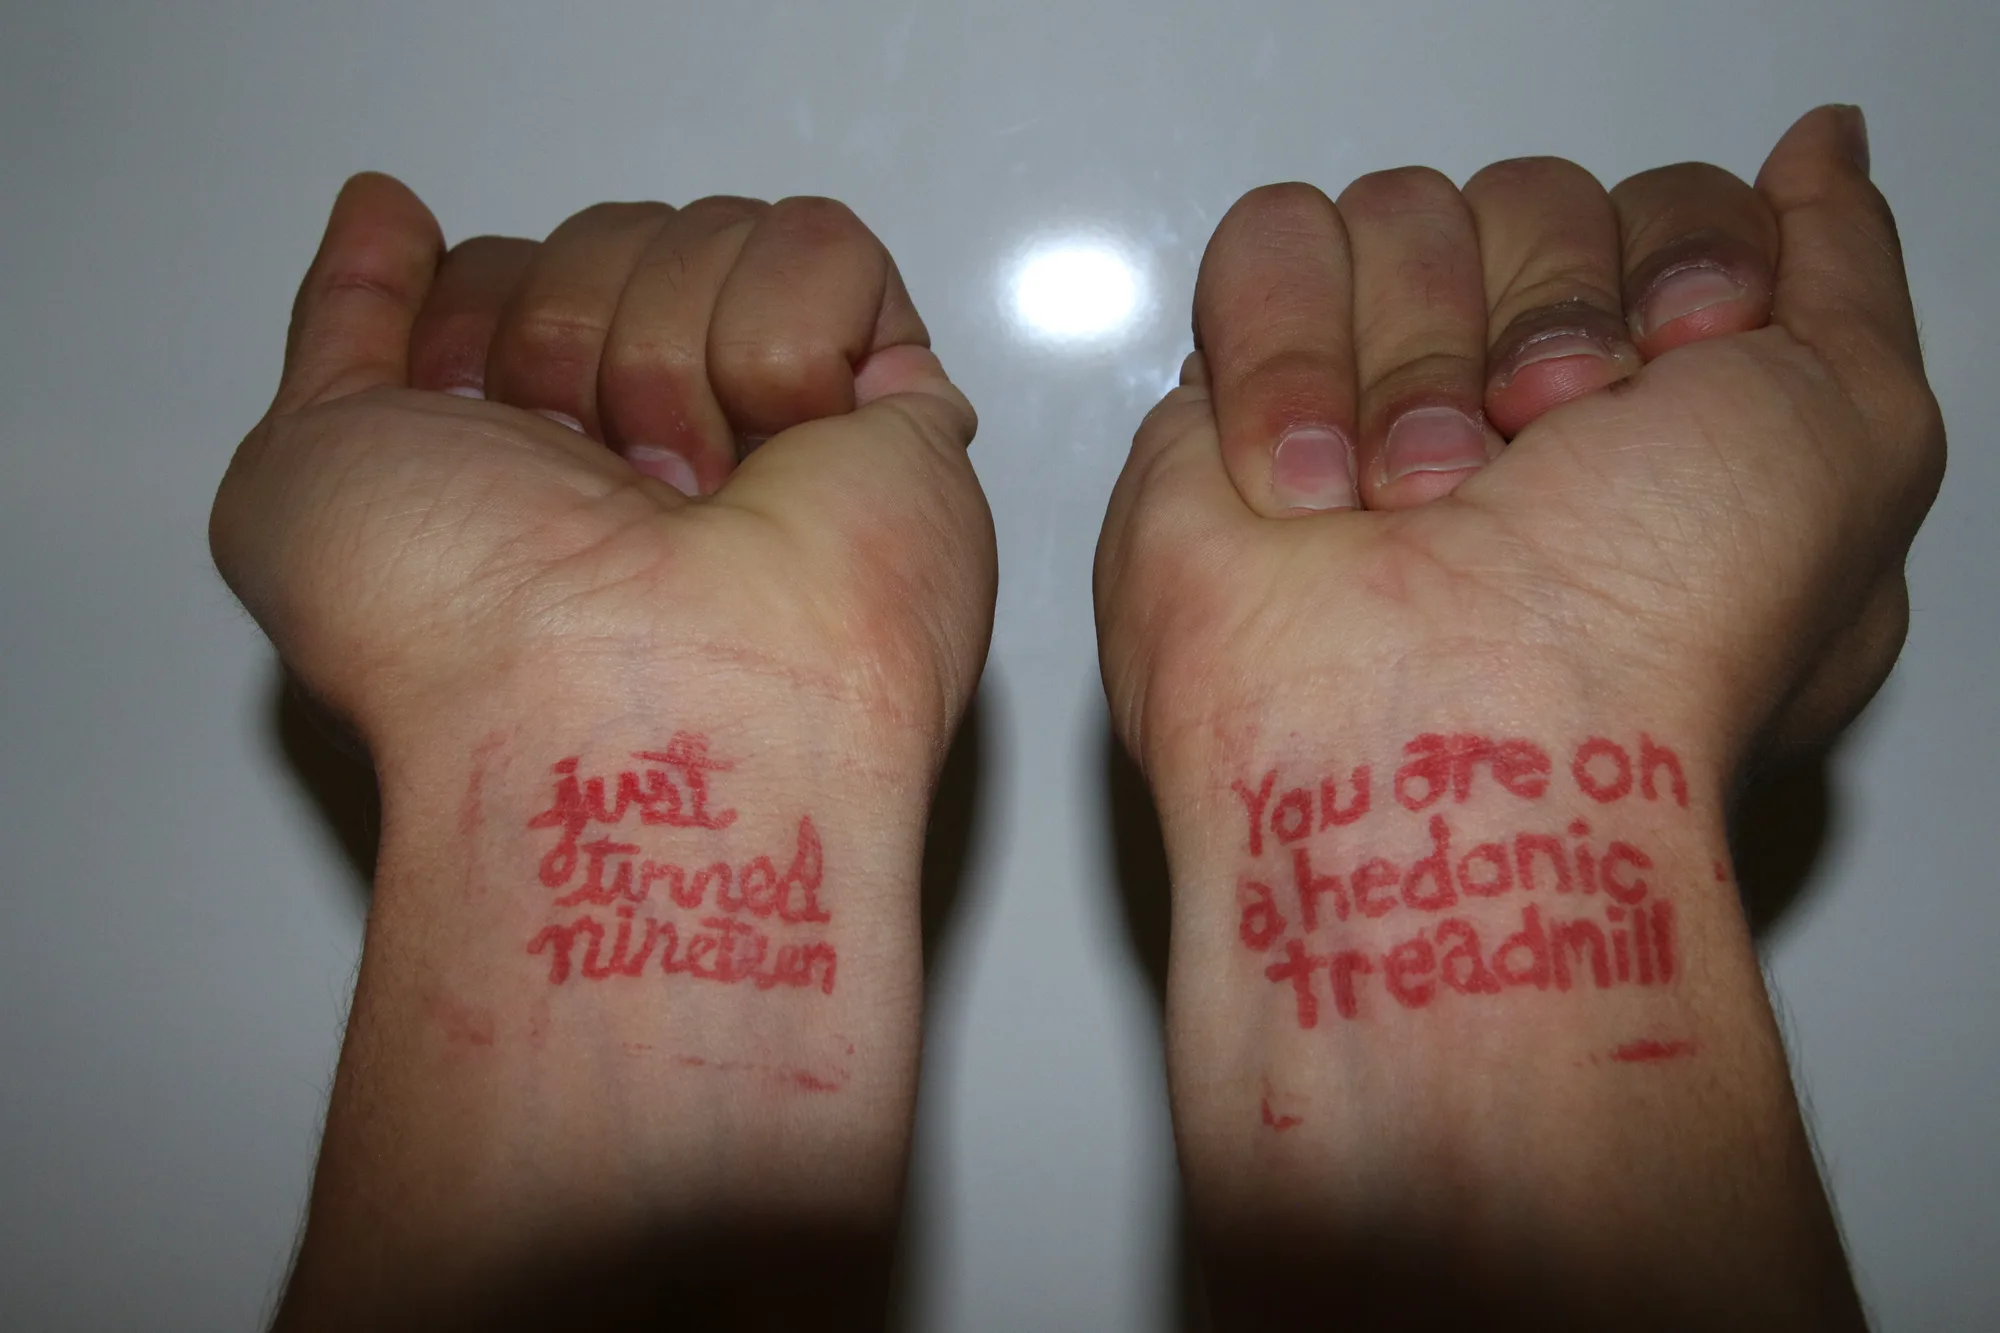 just
turned
nineteen
You are on
a hedonic
treadmill